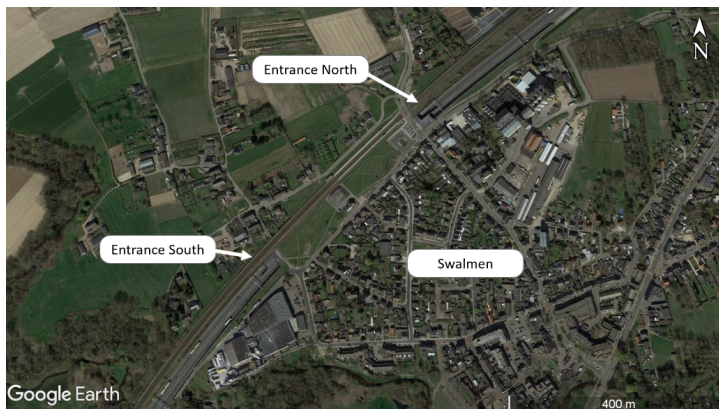 N
Entrance North
Entrance South
Swalmen
Google Earth
400 m